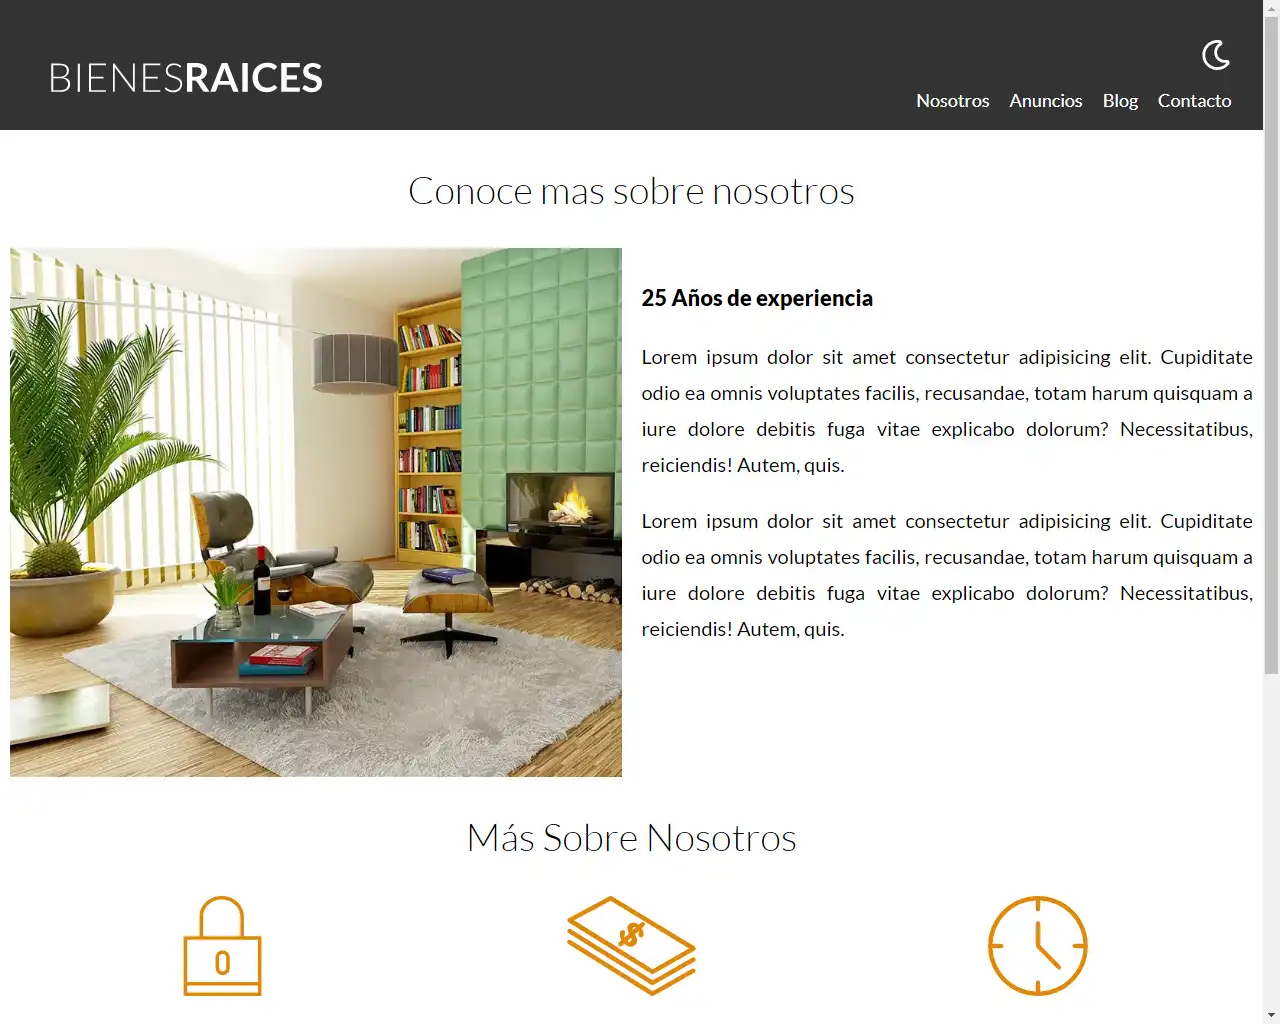 BIENESRAICES
Nosotros Anuncios Blog Contacto
Conoce mas sobre nosotros
25 Años de experiencia
Lorem ipsum dolor sit amet consectetur adipisicing elit. Cupiditate
odio ea omnis voluptates facilis, recusandae, totam harum quisquam a
iure dolore debitis fuga vitae explicabo dolorum? Necessitatibus,
reiciendis! Autem, quis.
Lorem ipsum dolor sit amet consectetur adipisicing elit. Cupiditate
odio ea omnis voluptates facilis, recusandae, totam harum quisquam a
iure dolore debitis fuga vitae explicabo dolorum? Necessitatibus,
reiciendis! Autem, quis.
Más Sobre Nosotros
0
$